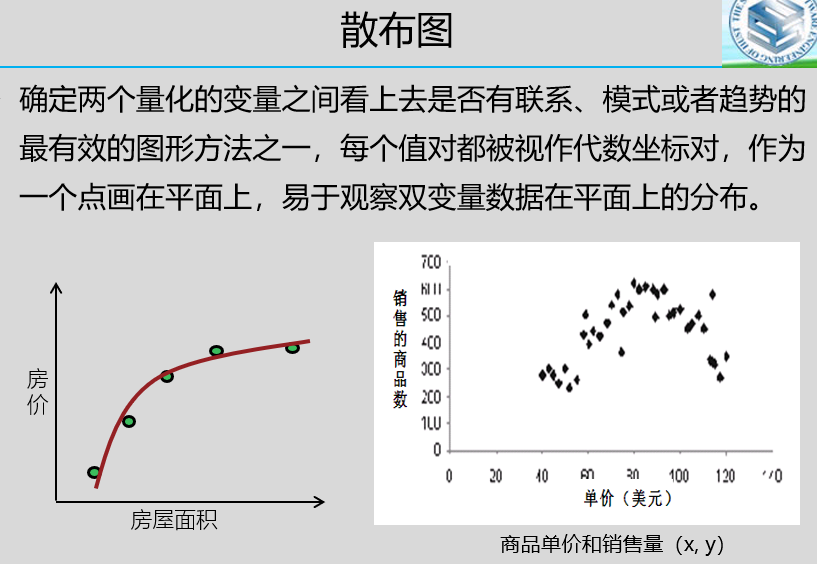 散布图
确定两个量化的变量之间看上去是否有联系、模式或者趋势的
最有效的图形方法之一，每个值对都被视作代数坐标对，作为
一个点画在平面上，易于观察双变量数据在平面上的分布。
房价
房屋面积
销售的商品数
700
600
500
400
300
200
100
0
0 20 40 60 80 100 120 140
单价（美元）
商品单价和销售量（x, y）